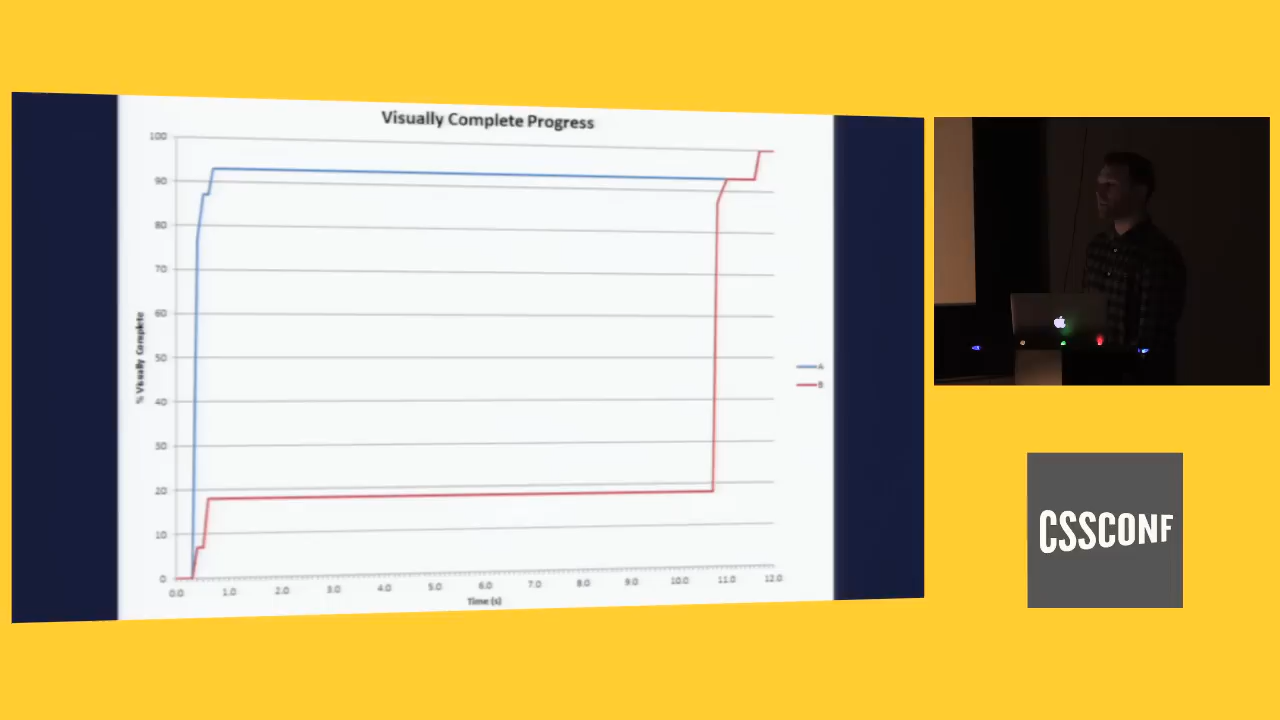 Visually Complete Progress
100
90
80
70
60
50
40
30
20
10
0
% Visually Complete
0.0 1.0 2.0 3.0 4.0 5.0 6.0 7.0 8.0 9.0 10.0 11.0 12.0
Time (s)
A
B
CSSCONF